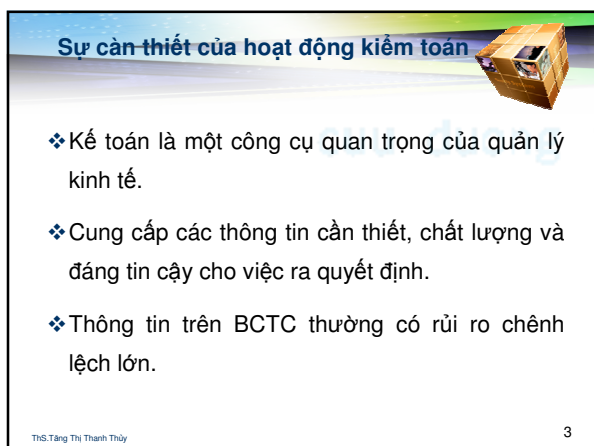 Sự càn thiết của hoạt động kiểm toán
❖Kế toán là một công cụ quan trọng của quản lý
kinh tế.
❖Cung cấp các thông tin cần thiết, chất lượng và
đáng tin cậy cho việc ra quyết định.
❖Thông tin trên BCTC thường có rủi ro chênh
lệch lớn.
ThS.Tăng Thị Thanh Thủy
3